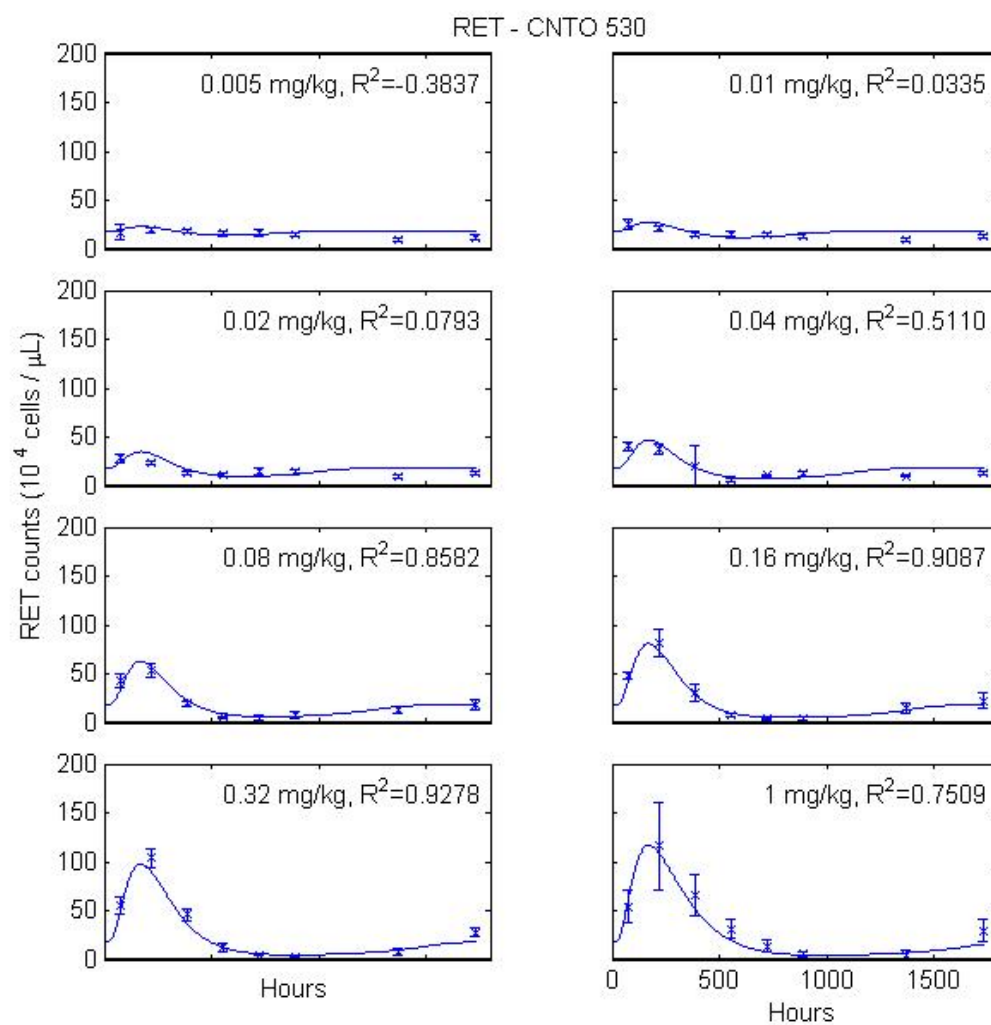 RET - CNTO 530
RET counts (10^4 cells / μL)
200
150
100
50
0
0.005 mg/kg, R²=-0.3837
0.01 mg/kg, R²=0.0335
200
150
100
50
0
0.02 mg/kg, R²=0.0793
0.04 mg/kg, R²=0.5110
200
150
100
50
0
0.08 mg/kg, R²=0.8582
0.16 mg/kg, R²=0.9087
200
150
100
50
0
0.32 mg/kg, R²=0.9278
1 mg/kg, R²=0.7509
0 500 1000 1500
Hours
Hours